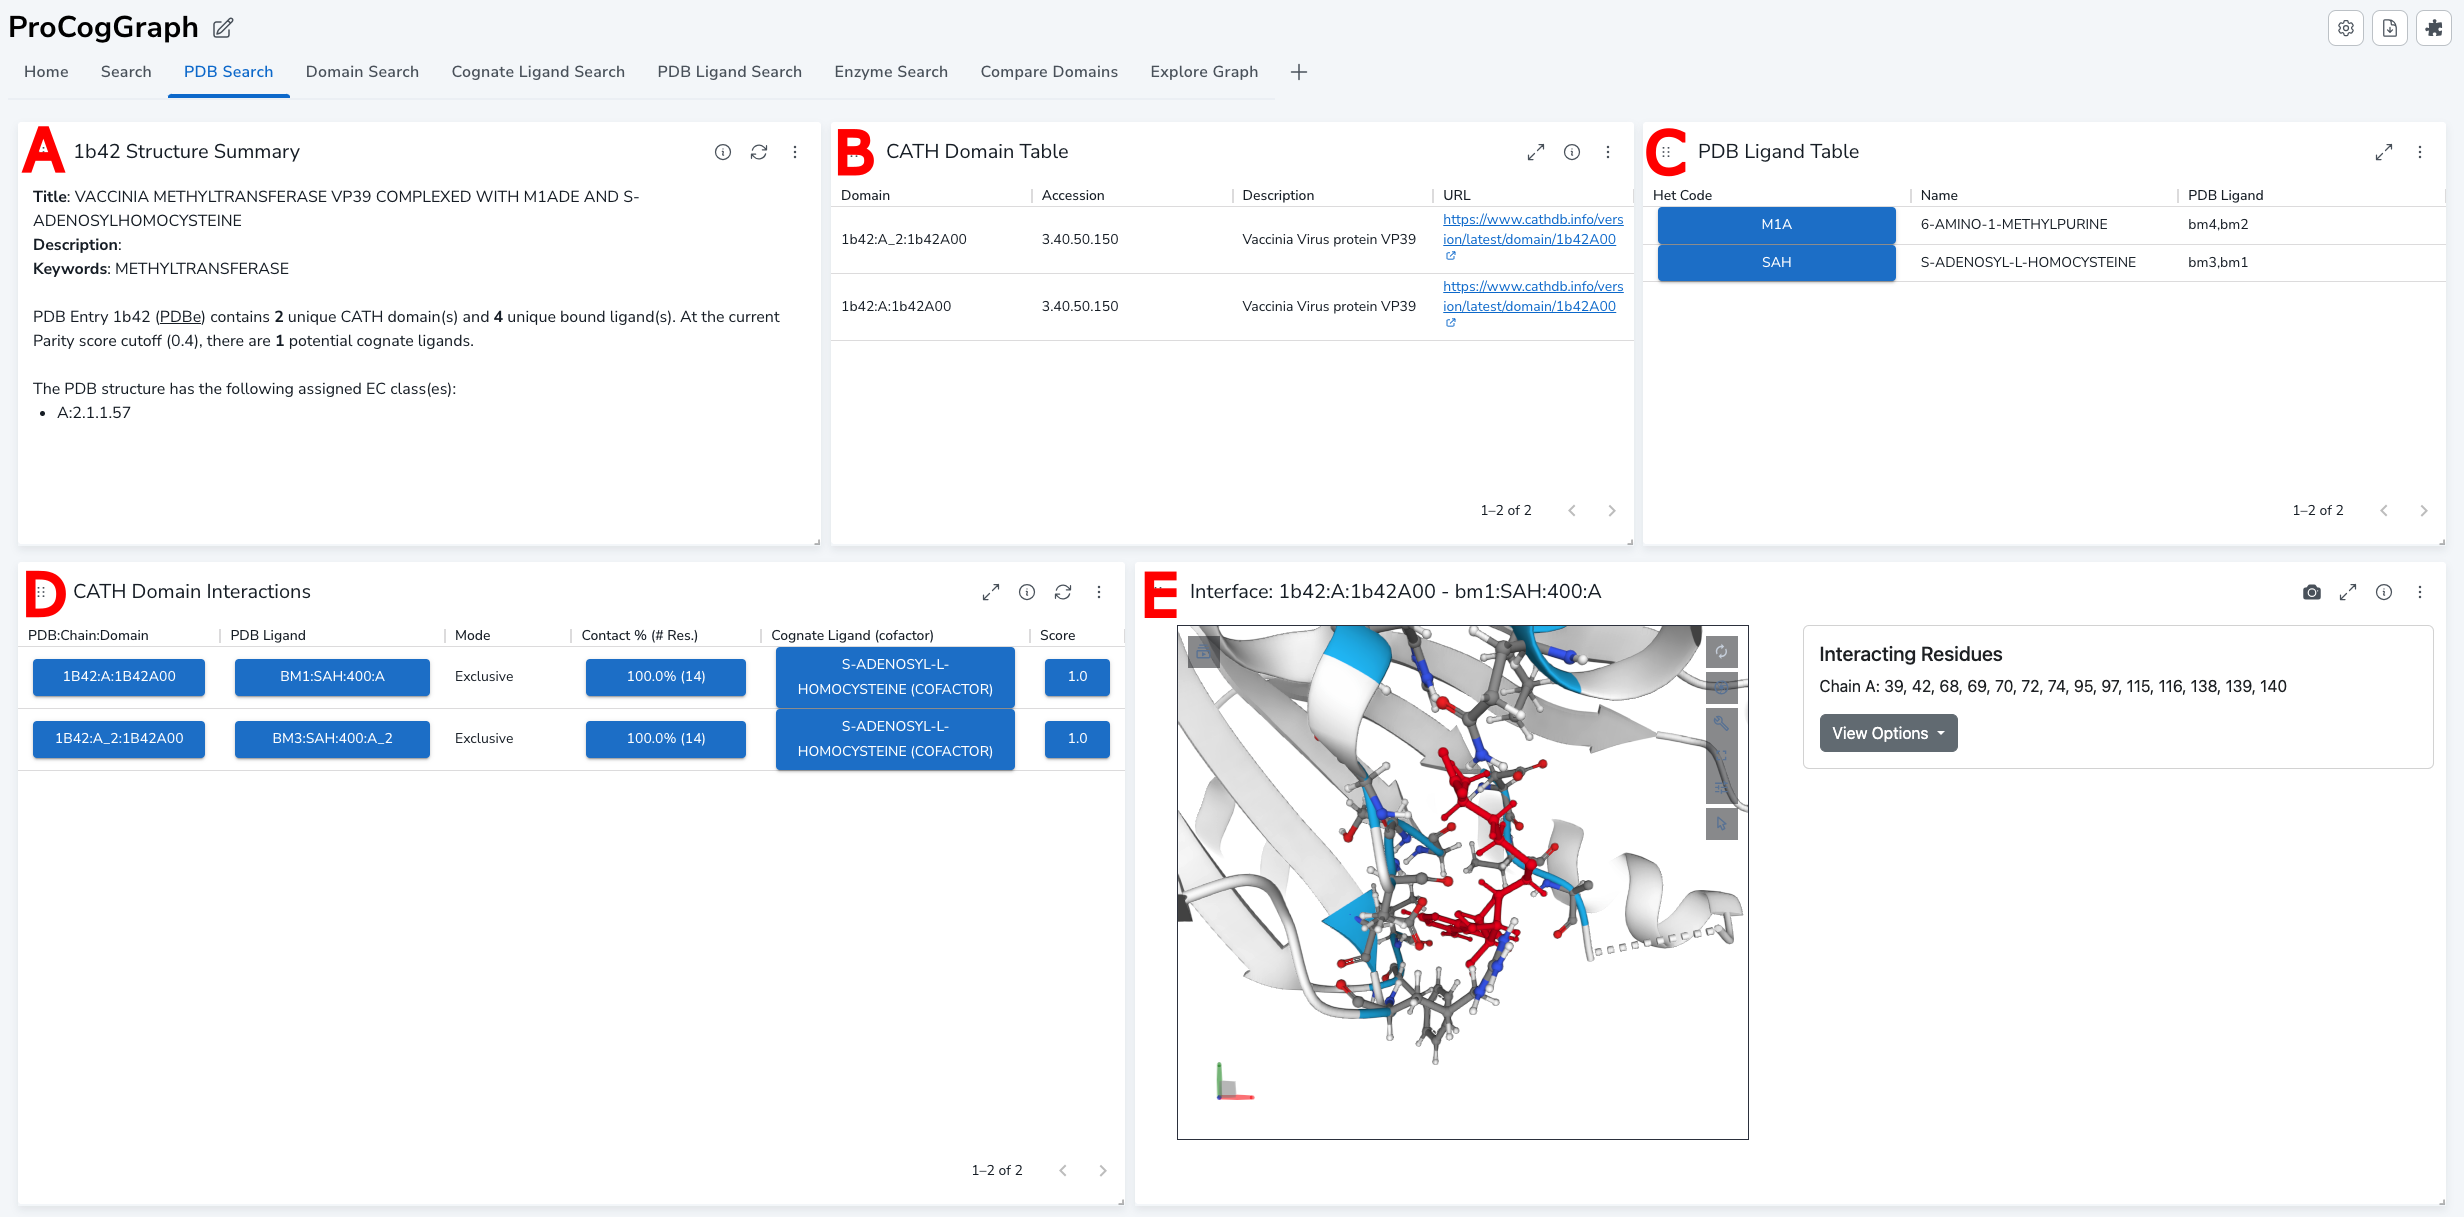 ProCogGraph
Home Search PDB Search Domain Search Cognate Ligand Search PDB Ligand Search Enzyme Search Compare Domains Explore Graph
A 1b42 Structure Summary
Title: VACCINIA METHYLTRANSFERASE VP39 COMPLEXED WITH M1ADE AND S-
ADENOSYLHOMOCYSTEINE
Description:
Keywords: METHYLTRANSFERASE
PDB Entry 1b42 (PDBe) contains 2 unique CATH domain(s) and 4 unique bound ligand(s). At the current
Parity score cutoff (0.4), there are 1 potential cognate ligands.
The PDB structure has the following assigned EC class(es):
• A:2.1.1.57
B CATH Domain Table
Domain Accession Description URL
1b42:A_2:1b42A00 3.40.50.150 Vaccinia Virus protein VP39 https://www.cathdb.info/vers
ion/latest/domain/1b42A00
1b42:A:1b42A00 3.40.50.150 Vaccinia Virus protein VP39 https://www.cathdb.info/vers
ion/latest/domain/1b42A00
1–2 of 2
C PDB Ligand Table
Het Code Name PDB Ligand
M1A 6-AMINO-1-METHYLPURINE bm4,bm2
SAH S-ADENOSYL-L-HOMOCYSTEINE bm3,bm1
1–2 of 2
D CATH Domain Interactions
PDB:Chain:Domain PDB Ligand Mode Contact % (# Res.) Cognate Ligand (cofactor) Score
1B42:A:1B42A00 BM1:SAH:400:A Exclusive 100.0% (14) S-ADENOSYL-L-
HOMOCYSTEINE (COFACTOR) 1.0
1B42:A_2:1B42A00 BM3:SAH:400:A_2 Exclusive 100.0% (14) S-ADENOSYL-L-
HOMOCYSTEINE (COFACTOR) 1.0
1–2 of 2
E Interface: 1b42:A:1b42A00 - bm1:SAH:400:A
Interacting Residues
Chain A: 39, 42, 68, 69, 70, 72, 74, 95, 97, 115, 116, 138, 139, 140
View Options